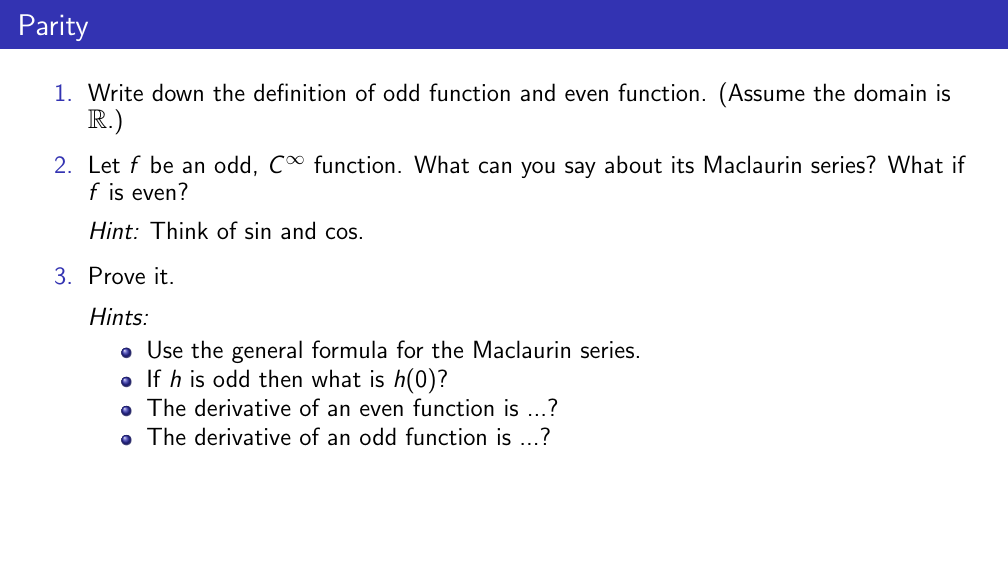 Parity
1. Write down the definition of odd function and even function. (Assume the domain is
ℝ.)
2. Let f be an odd, C∞ function. What can you say about its Maclaurin series? What if
f is even?
Hint: Think of sin and cos.
3. Prove it.
Hints:
Use the general formula for the Maclaurin series.
If h is odd then what is h(0)?
The derivative of an even function is ...?
The derivative of an odd function is ...?